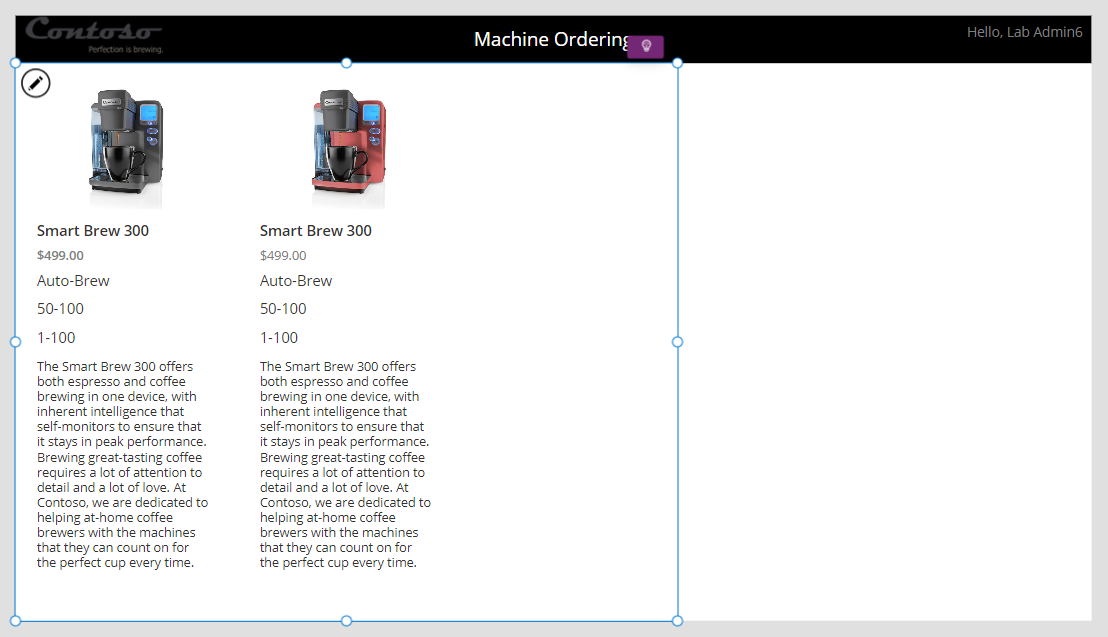 Contoso
Perfection is brewing.
Machine Ordering
Hello, Lab Admin6
Smart Brew 300
$499.00
Auto-Brew
50-100
1-100
The Smart Brew 300 offers
both espresso and coffee
brewing in one device, with
inherent intelligence that
self-monitors to ensure that
it stays in peak performance.
Brewing great-tasting coffee
requires a lot of attention to
detail and a lot of love. At
Contoso, we are dedicated to
helping at-home coffee
brewers with the machines
that they can count on for
the perfect cup every time.
Smart Brew 300
$499.00
Auto-Brew
50-100
1-100
The Smart Brew 300 offers
both espresso and coffee
brewing in one device, with
inherent intelligence that
self-monitors to ensure that
it stays in peak performance.
Brewing great-tasting coffee
requires a lot of attention to
detail and a lot of love. At
Contoso, we are dedicated to
helping at-home coffee
brewers with the machines
that they can count on for
the perfect cup every time.